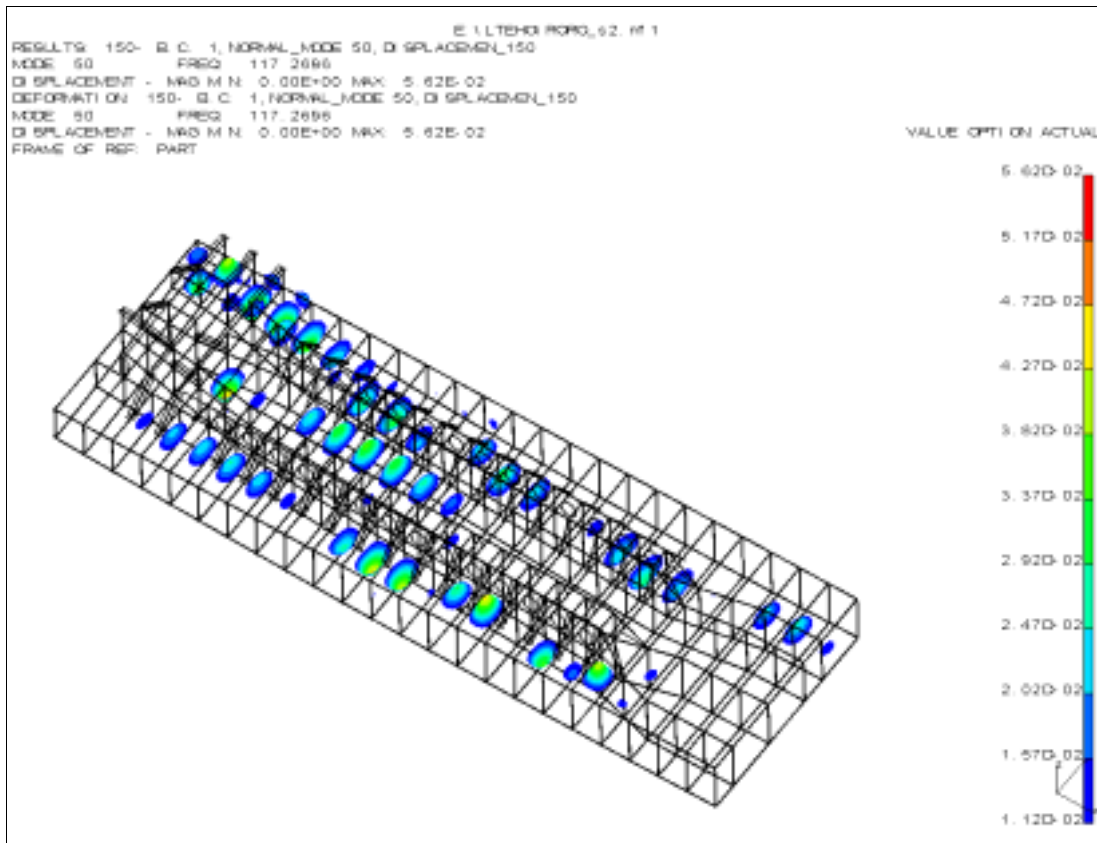 RESULTS: 150- B.C. 1, NORMAL_MODE 50, DISPLACEMEN_150
MODE 50 FREQ 117.2696
DISPLACEMENT - MAG MIN: 0.00E+00 MAX: 5.62E-02
DEFORMATION: 150- B.C. 1, NORMAL_MODE 50, DISPLACEMEN_150
MODE 50 FREQ 117.2696
DISPLACEMENT - MAG MIN: 0.00E+00 MAX: 5.62E-02
FRAME OF REF: PART
VALUE OPTION: ACTUAL
5.62D-02
5.17D-02
4.72D-02
4.27D-02
3.82D-02
3.37D-02
2.92D-02
2.47D-02
2.02D-02
1.57D-02
1.12D-02